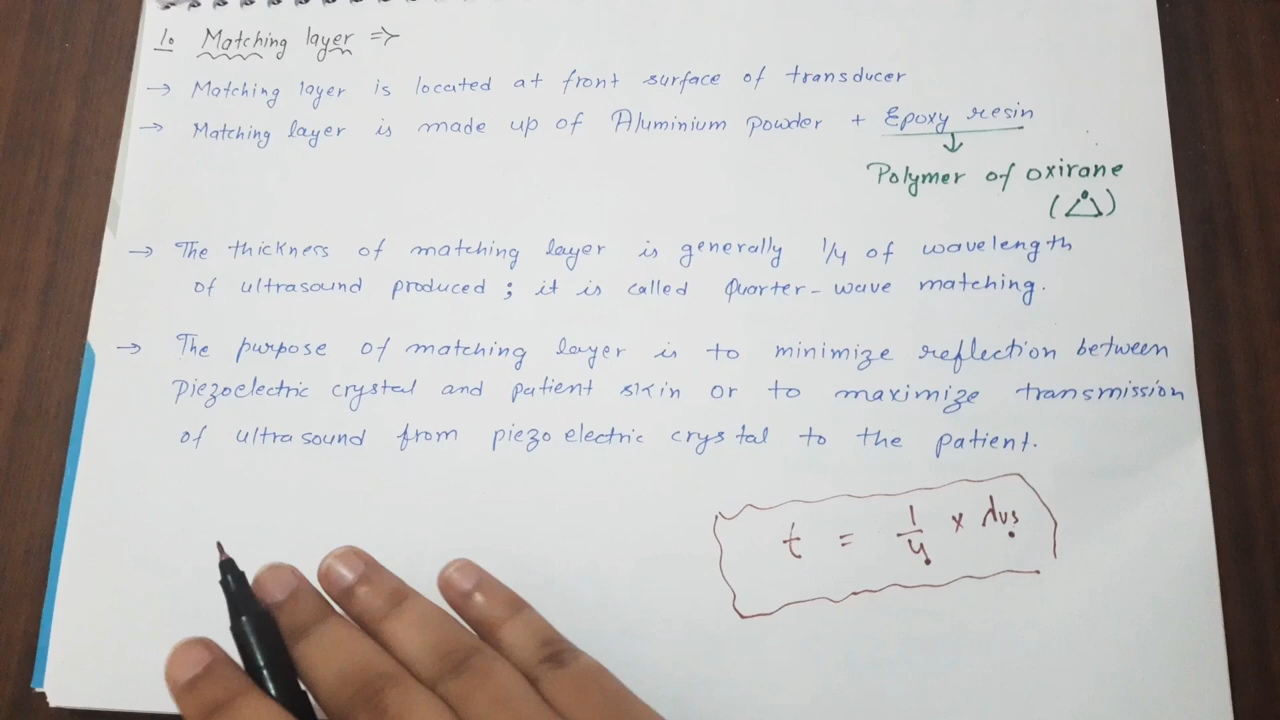 1. Matching layer ⇒
→ Matching layer is located at front surface of transducer
→ Matching layer is made up of Aluminium powder + Epoxy resin
Polymer of oxirane
→ The thickness of matching layer is generally 1/4 of wavelength
of ultrasound produced ; it is called Quarter-wave matching.
→ The purpose of matching layer is to minimize reflection between
piezoelectric crystal and patient skin or to maximize transmission
of ultrasound from piezoelectric crystal to the patient.
t = 1/4 × λus